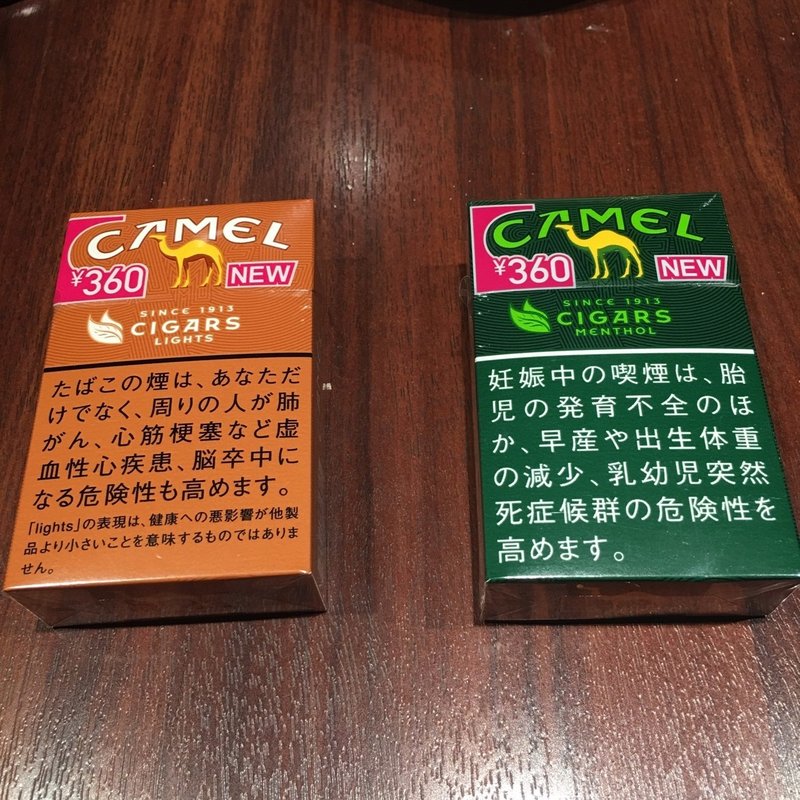 CAMEL
¥360
NEW
SINCE 1913
CIGARS
LIGHTS
たばこの煙は、あなただ
けでなく、周りの人が肺
がん、心筋梗塞など虚
血性心疾患、脳卒中に
なる危険性も高めます。
「lights」の表現は、健康への悪影響が他製
品より小さいことを意味するものではありま
せん。
CAMEL
¥360
NEW
SINCE 1913
CIGARS
MENTHOL
妊娠中の喫煙は、胎
児の発育不全のほ
か、早産や出生体重
の減少、乳幼児突然
死症候群の危険性を
高めます。